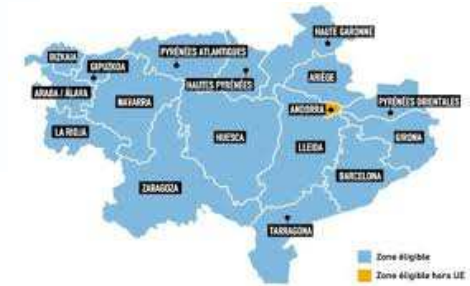 HAUTE GARONNE
BIZKAIA
GIPUZKOA
PYRÉNÉES ATLANTIQUES
ARIÈGE
ARABA / ÁLAVA
NAVARRA
HAUTES PYRÉNÉES
ANDORRA
PYRÉNÉES ORIENTALES
LA RIOJA
HUESCA
LLEIDA
GIRONA
ZARAGOZA
BARCELONA
TARRAGONA
Zone éligible
Zone éligible hors UE